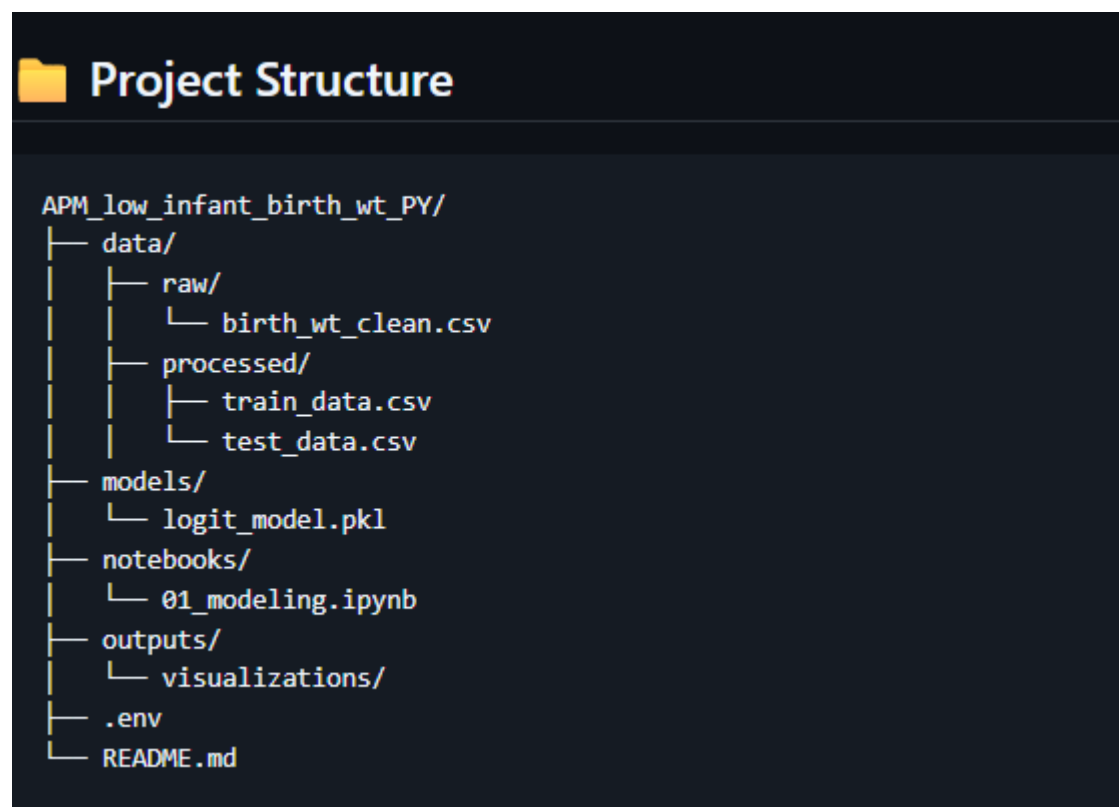 Project Structure
APM_low_infant_birth_wt_PY/
├── data/
│   ├── raw/
│   │   └── birth_wt_clean.csv
│   ├── processed/
│   │   ├── train_data.csv
│   │   └── test_data.csv
├── models/
│   └── logit_model.pkl
├── notebooks/
│   └── 01_modeling.ipynb
├── outputs/
│   └── visualizations/
├── .env
└── README.md